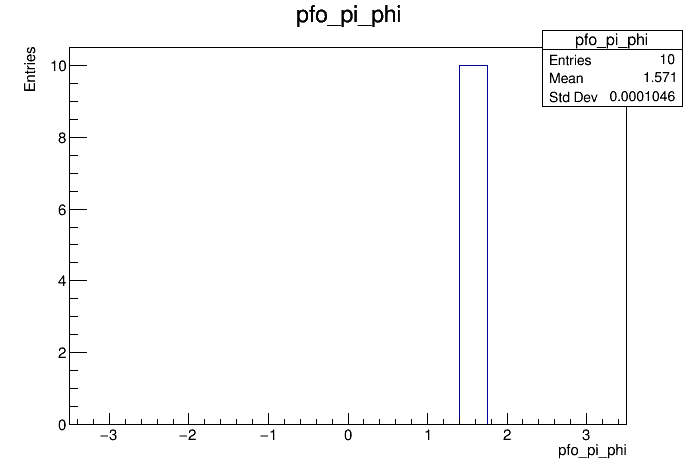 pfo_pi_phi
pfo_pi_phi
Entries 10
Mean 1.571
Std Dev 0.0001046
Entries
10
8
6
4
2
0
−3 −2 −1 0 1 2 3
pfo_pi_phi